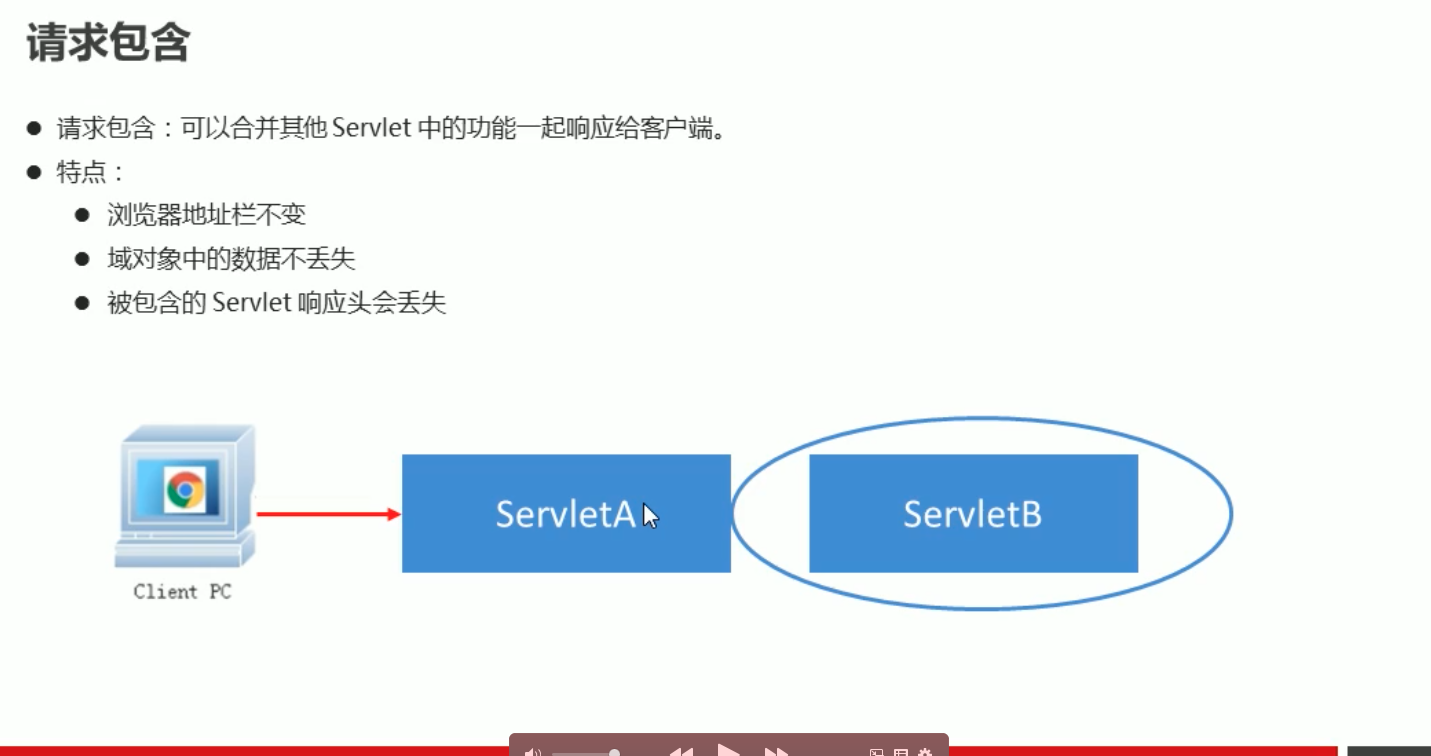 请求包含
● 请求包含：可以合并其他 Servlet 中的功能一起响应给客户端。
● 特点：
● 浏览器地址栏不变
● 域对象中的数据不丢失
● 被包含的 Servlet 响应头会丢失
ServletA
ServletB
Client PC